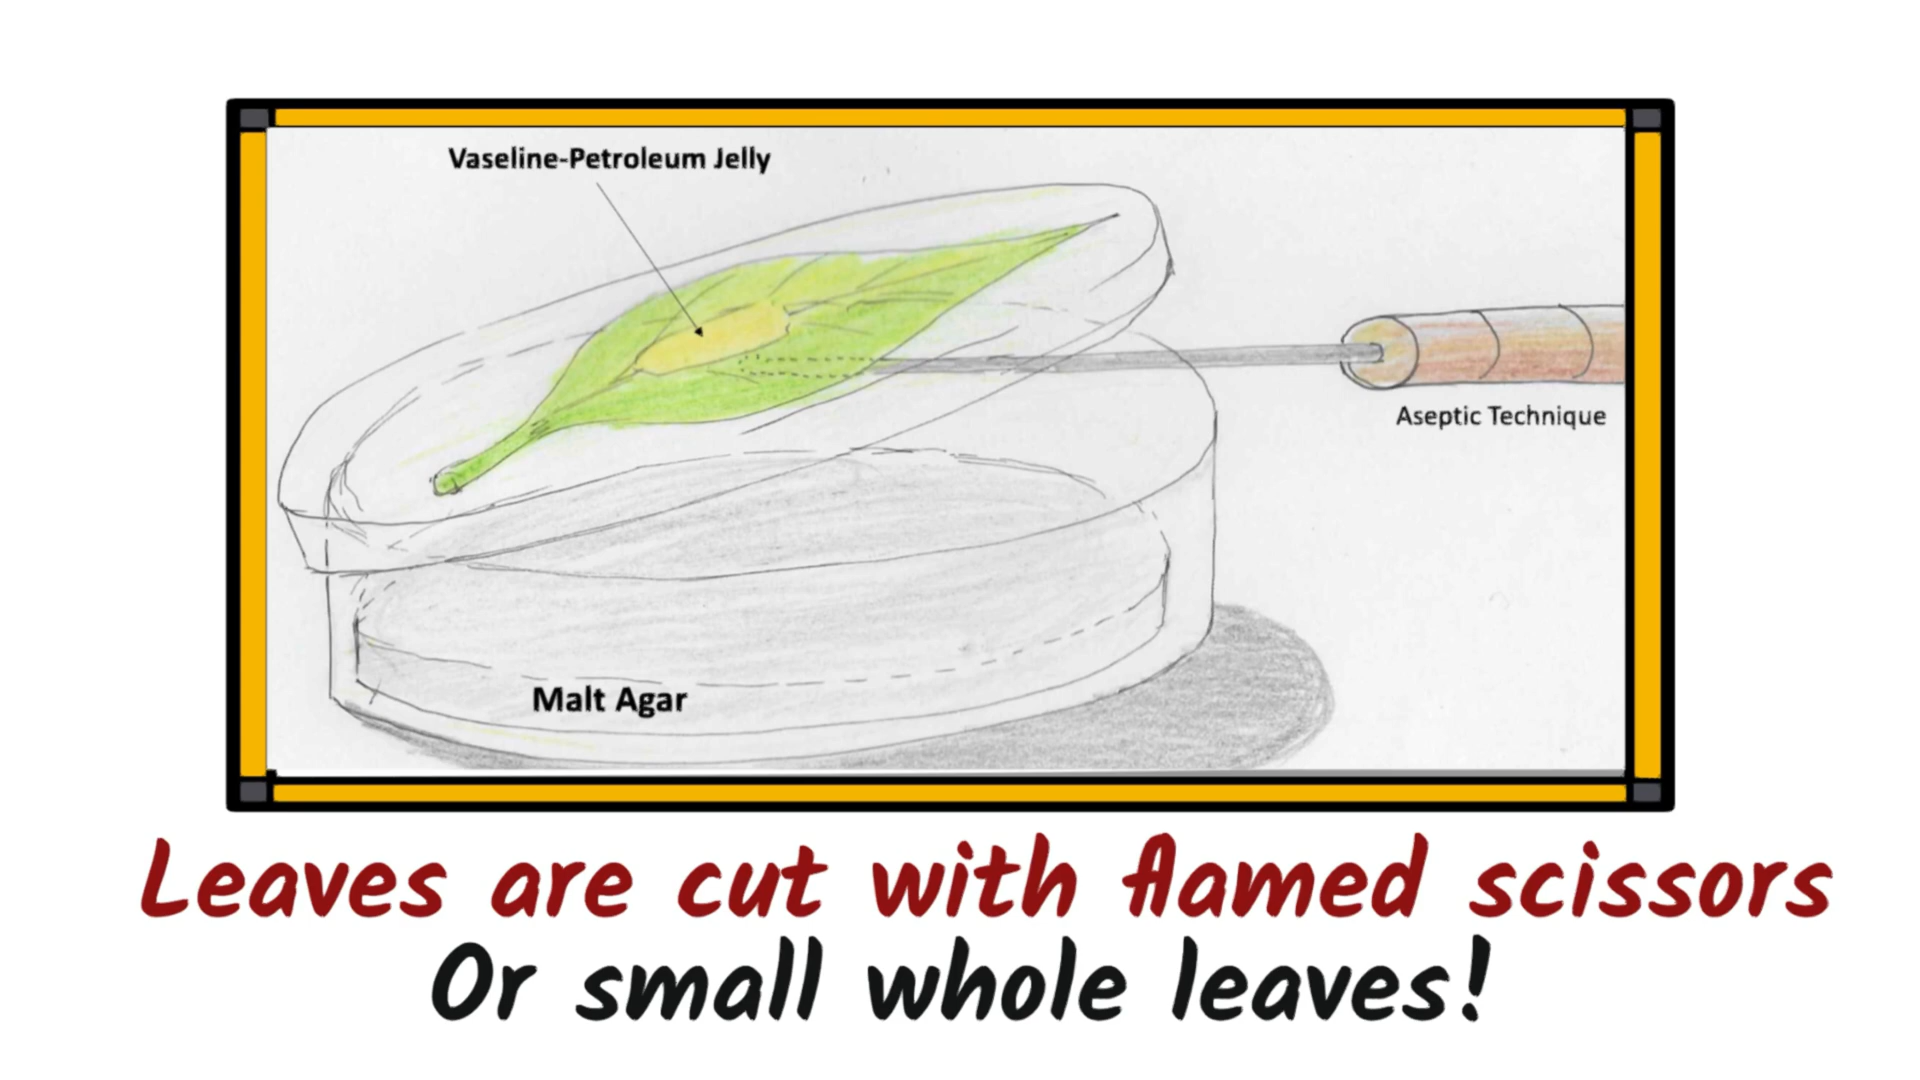 Vaseline-Petroleum Jelly
Aseptic Technique
Malt Agar
Leaves are cut with flamed scissors
Or small whole leaves!